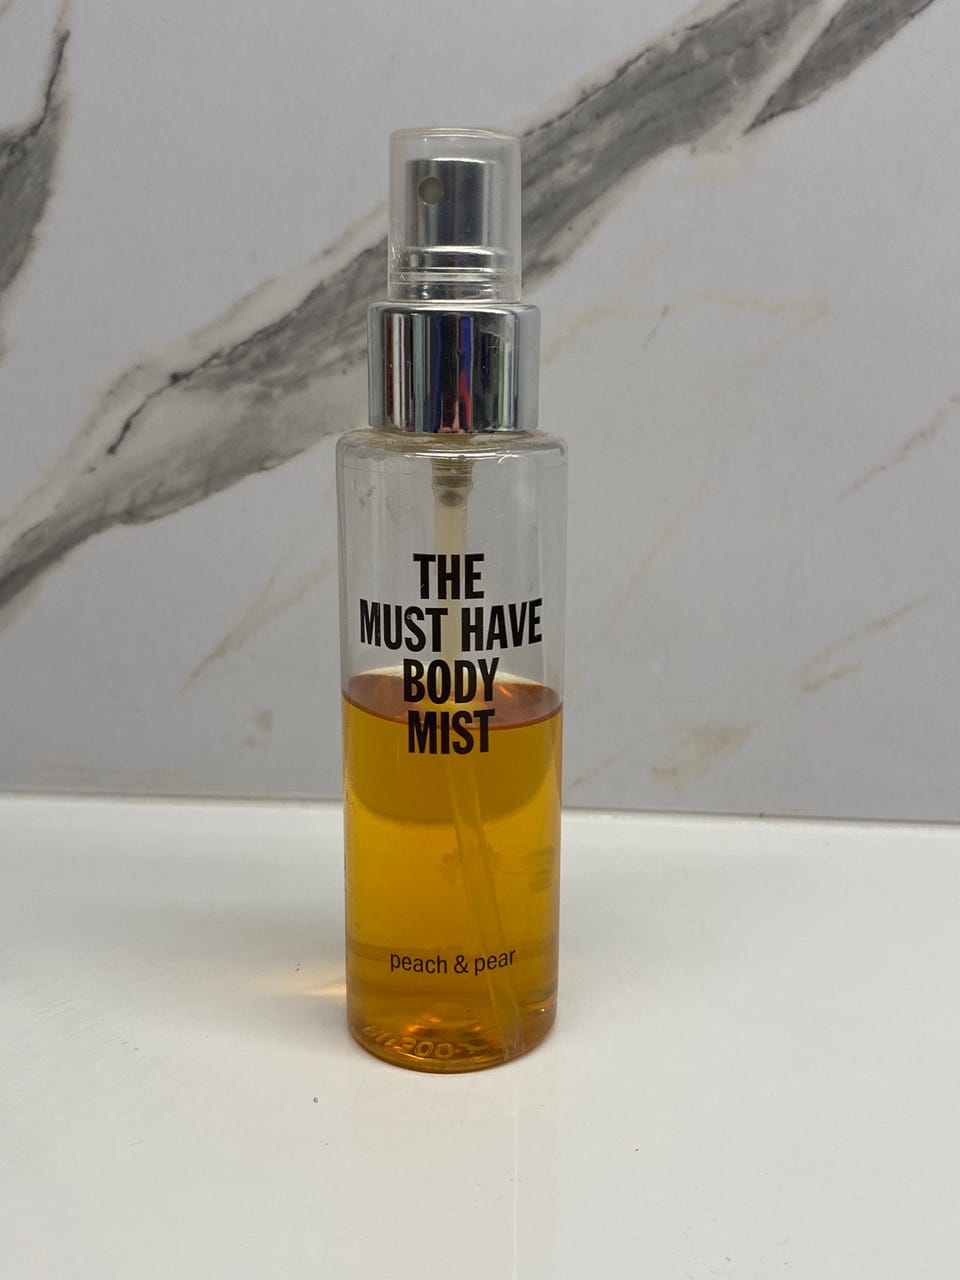 THE
MUST HAVE
BODY
MIST
peach & pear